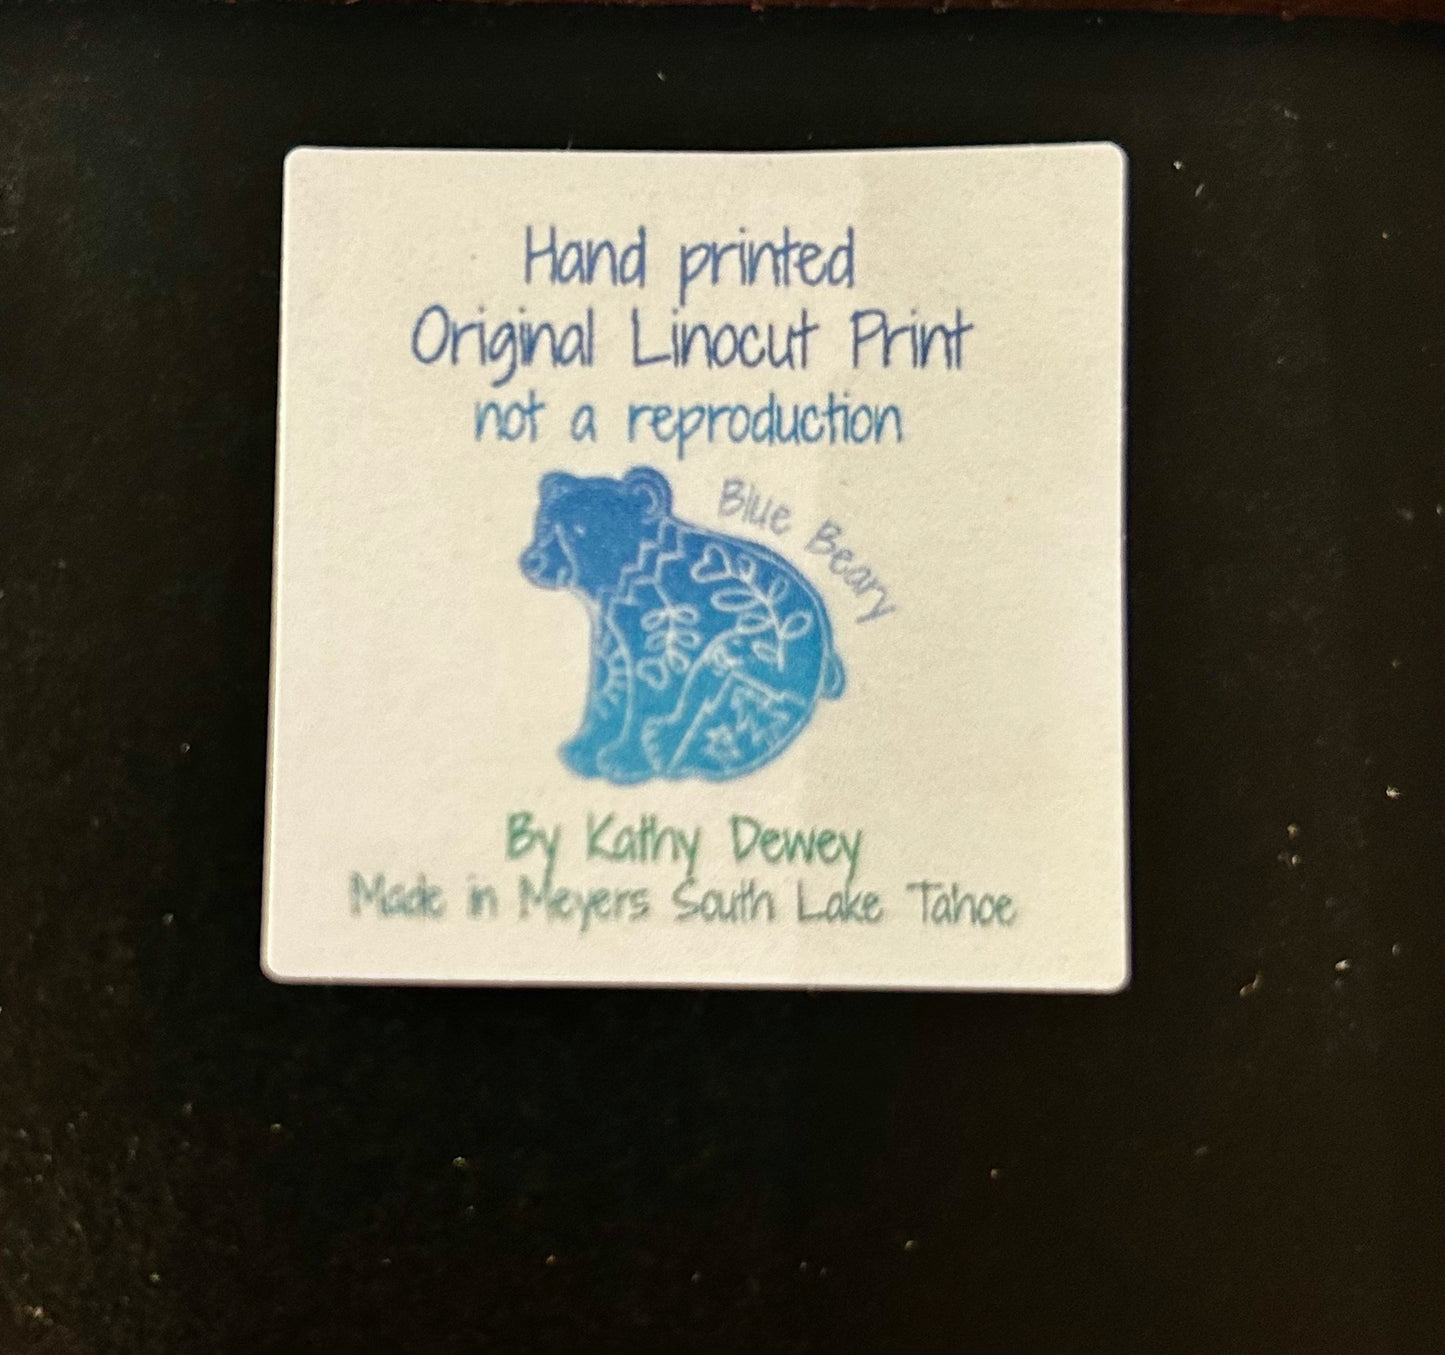 Hand printed
Original Linocut Print
not a reproduction
Blue Beary
By Kathy Dewey
Made in Meyers South Lake Tahoe